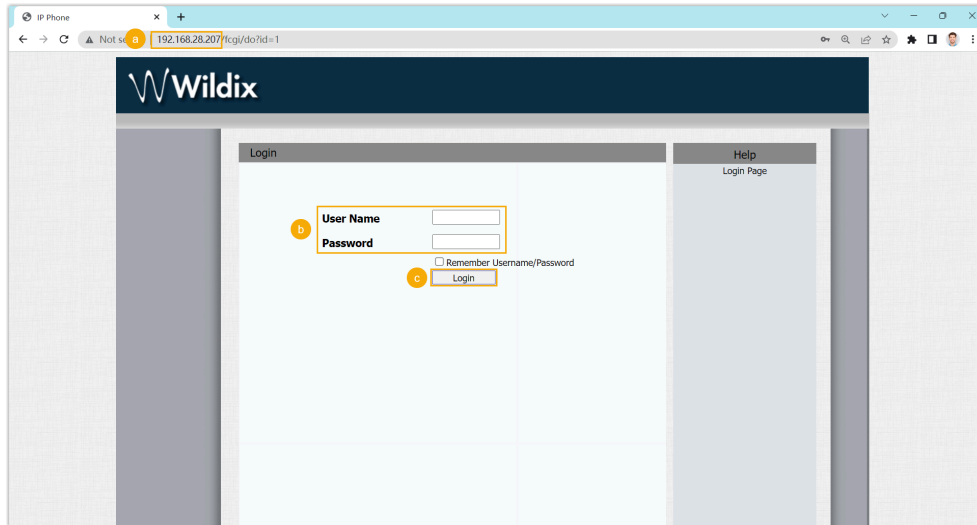 IP Phone
a
Not se 192.168.28.207/fcgi/do?id=1
Wildix
Login
Help
Login Page
b
User Name
Password
Remember Username/Password
c
Login